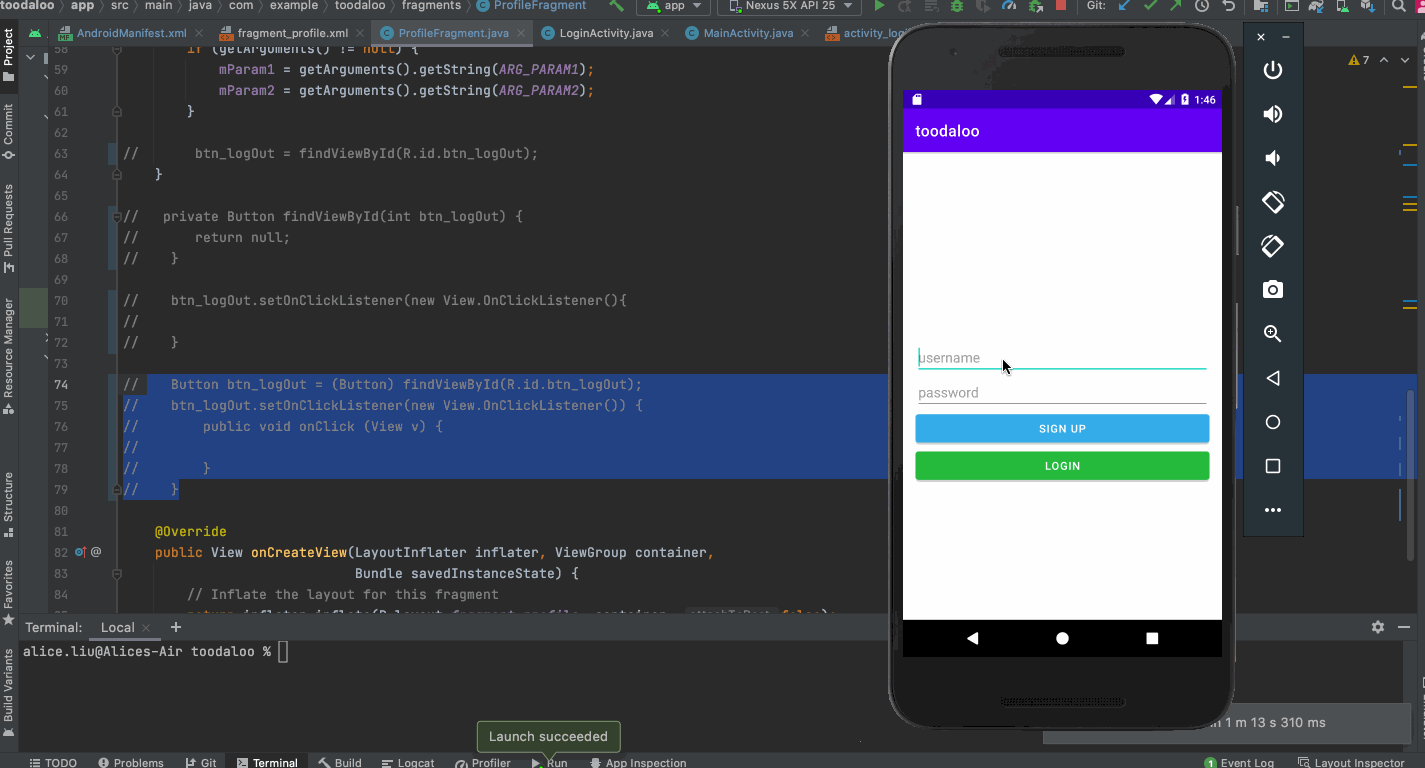 toodaloo › app › src › main › java › com › example › toodaloo › fragments › ProfileFragment app Nexus 5X API 25 Git:
AndroidManifest.xml fragment_profile.xml ProfileFragment.java LoginActivity.java MainActivity.java
Project
Commit
Pull Requests
Resource Manager
Structure
Favorites
Build Variants
7
58 if (getArguments() != null) {
59 mParam1 = getArguments().getString(ARG_PARAM1);
60 mParam2 = getArguments().getString(ARG_PARAM2);
61 }
62
63 // btn_logOut = findViewById(R.id.btn_logOut);
64 }
65
66 // private Button findViewById(int btn_logOut) {
67 // return null;
68 // }
69
70 // btn_logOut.setOnClickListener(new View.OnClickListener(){
71 //
72 // }
73
74 // Button btn_logOut = (Button) findViewById(R.id.btn_logOut);
75 // btn_logOut.setOnClickListener(new View.OnClickListener()) {
76 // public void onClick (View v) {
77 //
78 // }
79 // }
80
81 @Override
82 @ public View onCreateView(LayoutInflater inflater, ViewGroup container,
83 Bundle savedInstanceState) {
84 // Inflate the layout for this fragment
1:46
toodaloo
username
password
SIGN UP
LOGIN
Terminal: Local × +
alice.liu@Alices-Air toodaloo %
1 m 13 s 310 ms
Launch succeeded
TODO Problems Git Terminal Build Logcat Profiler Run App Inspection 1 Event Log Layout Inspector